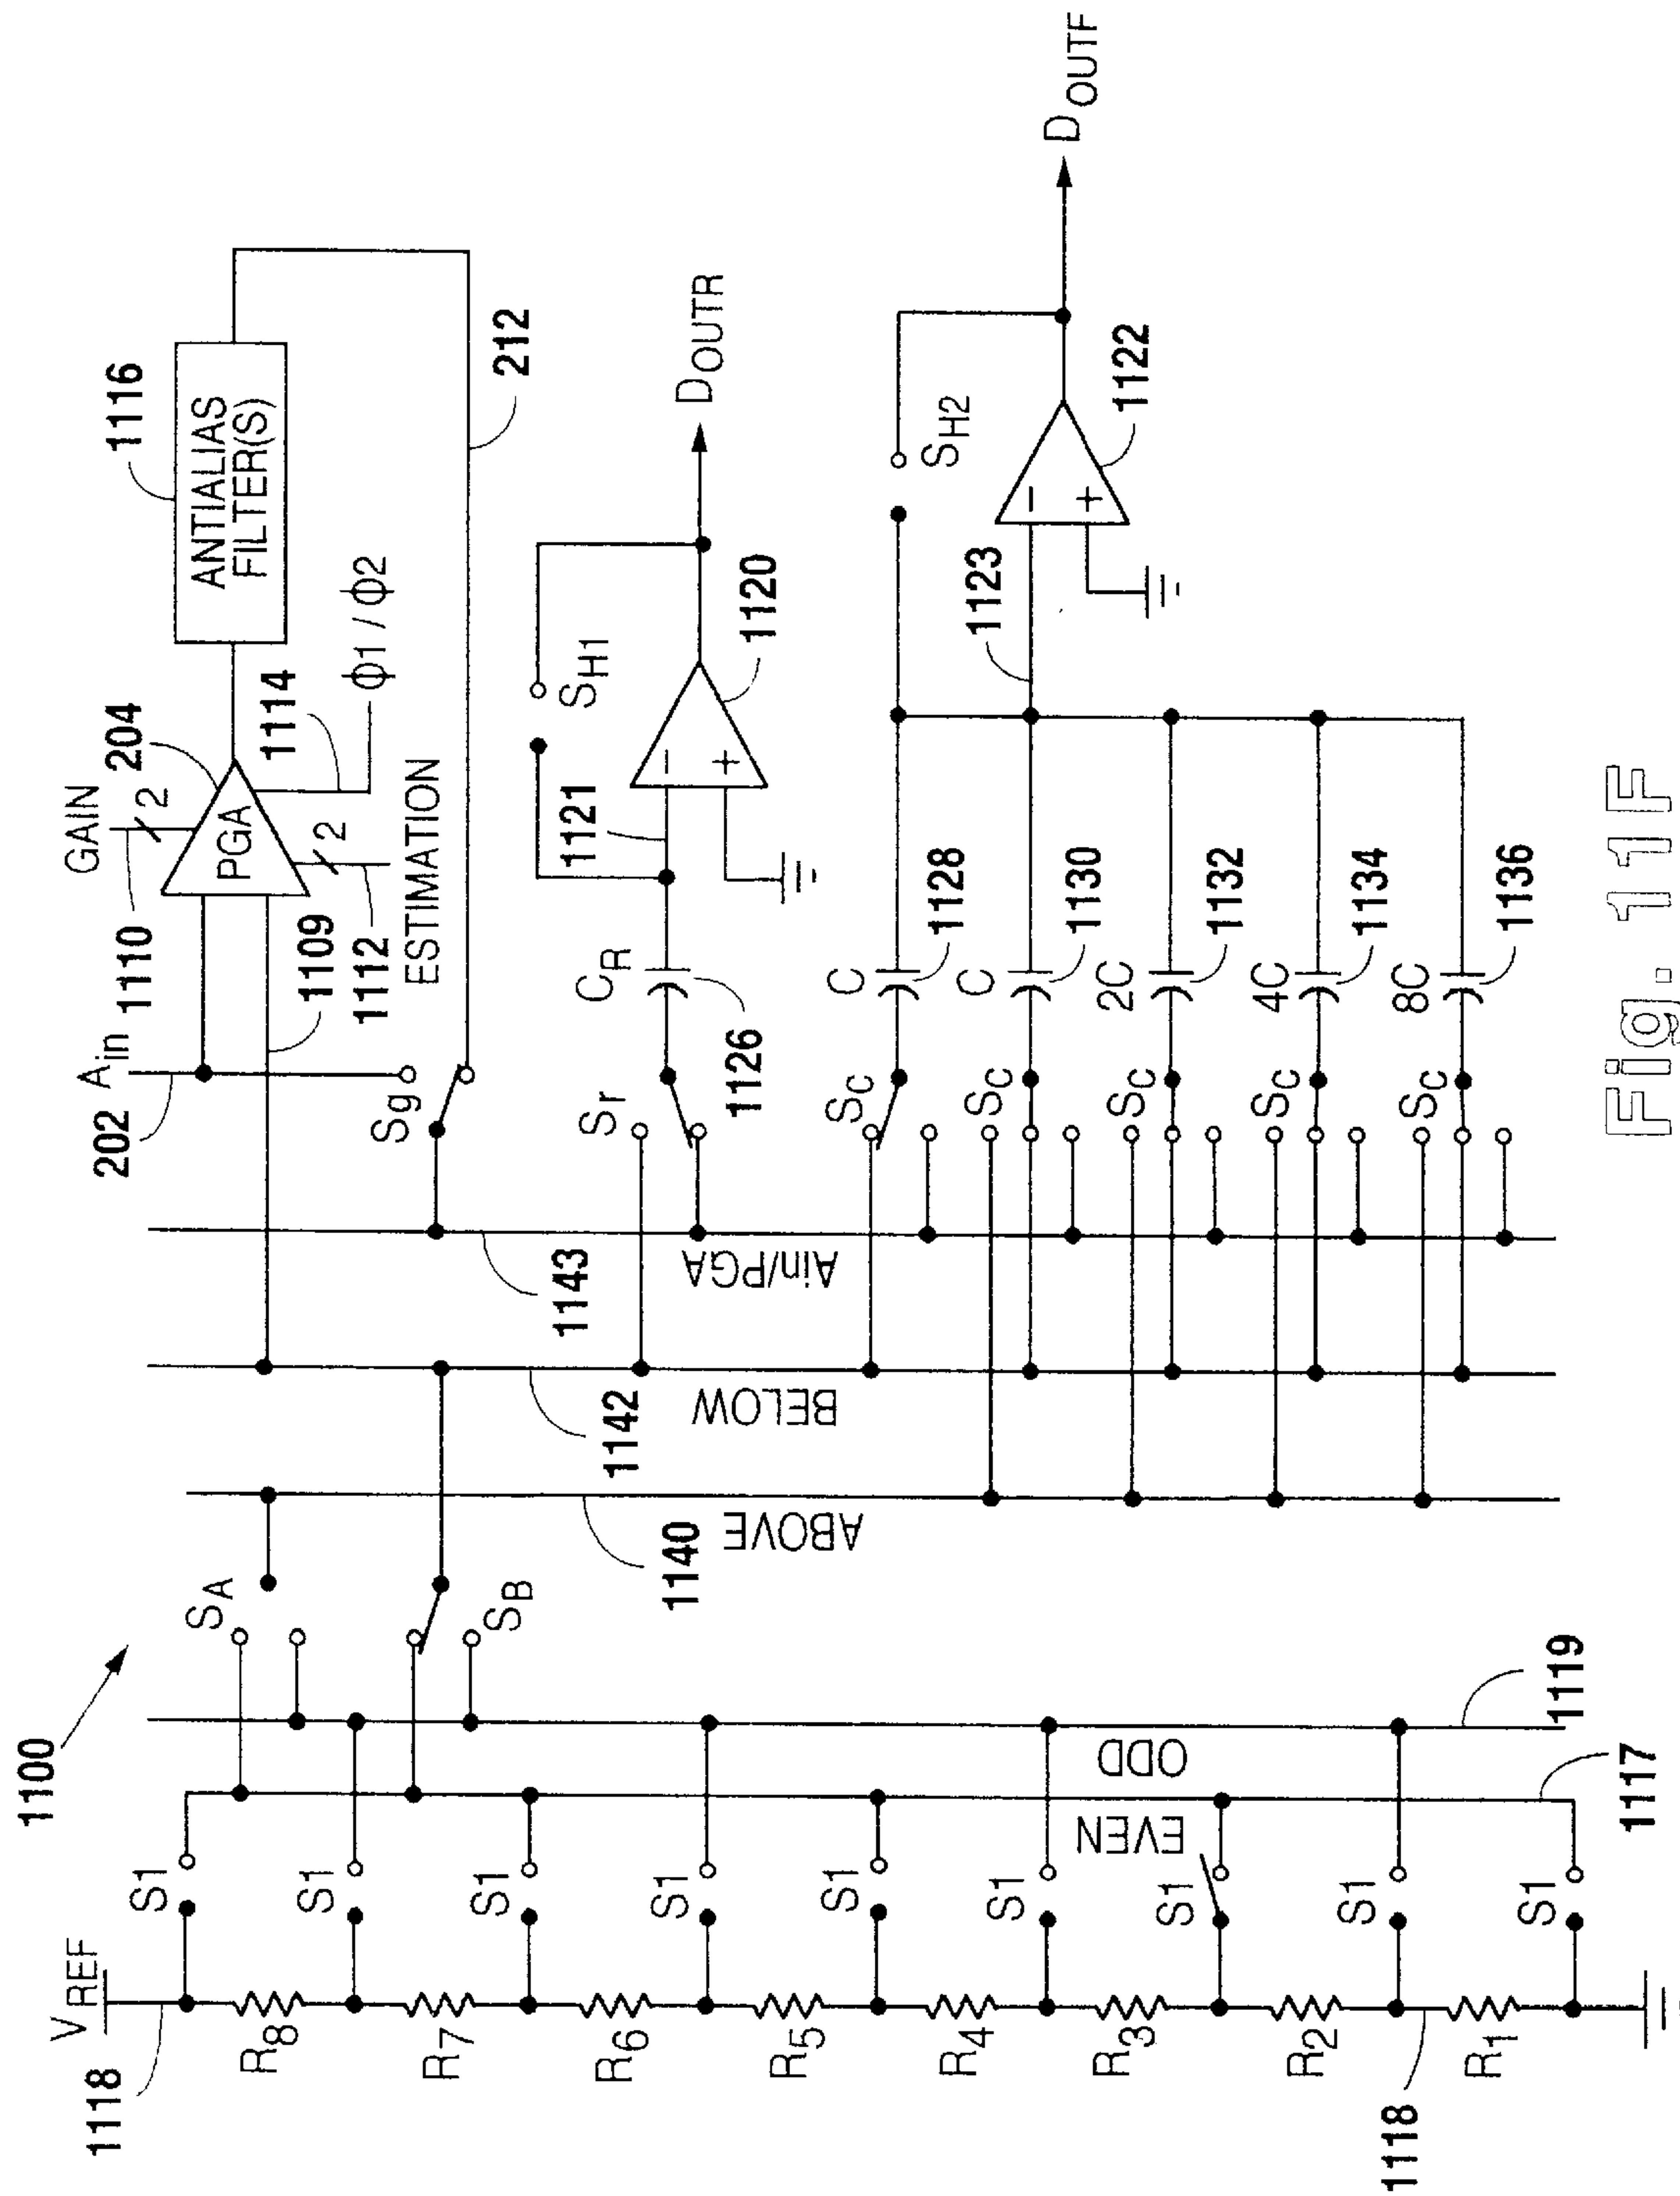 1100
V_REF
1118
R8
R7
R6
R5
R4
R3
R2
R1
1118
S1
S1
S1
S1
S1
S1
S1
S1
S1
EVEN
ODD
1117
1119
S_A
S_B
ABOVE
1140
BELOW
1142
Ain/PGA
1143
202
A_in
1110
GAIN
2
204
PGA
1109
1112
2
ESTIMATION
1114
ϕ1 / ϕ2
1116
ANTIALIAS
FILTER(S)
212
S_g
S_r
C_R
1126
1121
S_H1
1120
D_OUTR
S_C
C
1128
S_C
C
1130
S_C
2C
1132
S_C
4C
1134
S_C
8C
1136
1123
S_H2
1122
D_OUTF
− +
− +
Fig. 11F